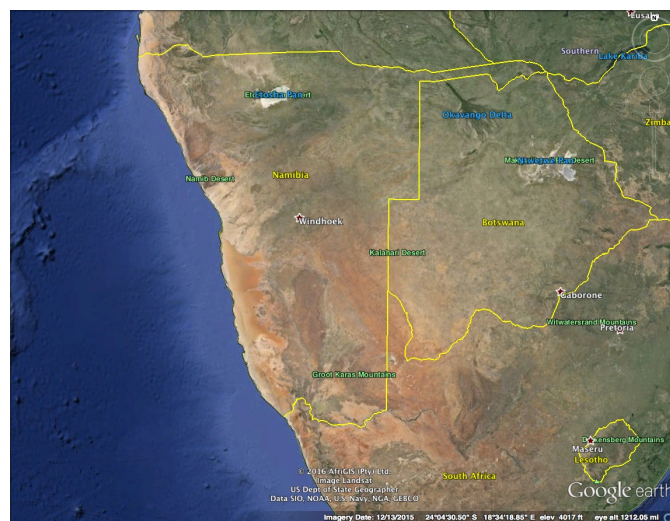 Lusaka
N
Southern
Lake Kariba
Etosha Pan
Okavango Delta
Zimba
Namib Desert
Namibia
Windhoek
Botswana
Kalahari Desert
Gaborone
Witwatersrand Mountains
Pretoria
Groot Karas Mountains
Drakensberg Mountains
Maseru
Lesotho
© 2016 AfriGIS (Pty) Ltd.
Image Landsat
US Dept of State Geographer
Data SIO, NOAA, U.S. Navy, NGA, GEBCO
South Africa
Google earth
Imagery Date: 12/13/2015 24°04'30.50" S 18°34'18.85" E elev 4017 ft eye alt 1212.05 mi